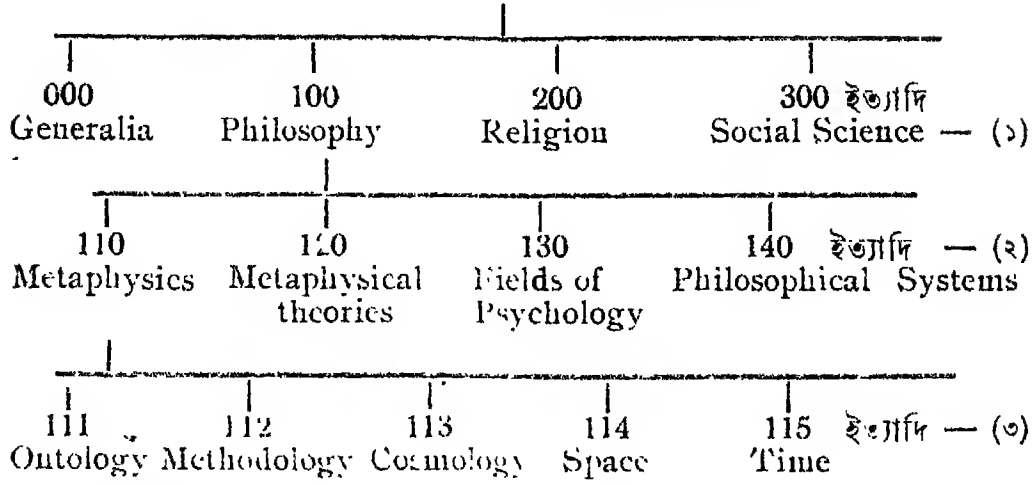 000 100 200 300 ইত্যাদি
Generalia Philosophy Religion Social Science — (১)
110 120 130 140 ইত্যাদি — (২)
Metaphysics Metaphysical Fields of Philosophical Systems
theories Psychology
111 112 113 114 115 ইত্যাদি — (৩)
Ontology Methodology Cosmology Space Time